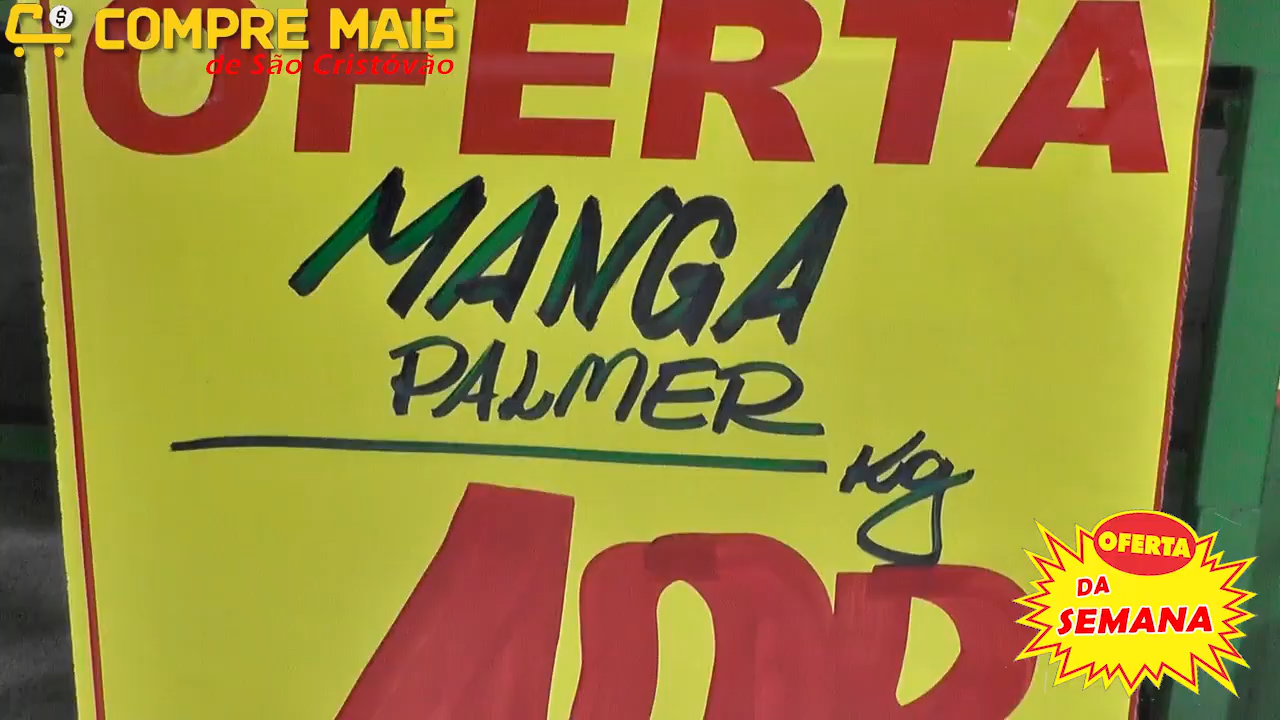 COMPRE MAIS
de São Cristóvão
OFERTA
MANGA
PALMER
Kg
OFERTA
DA
SEMANA